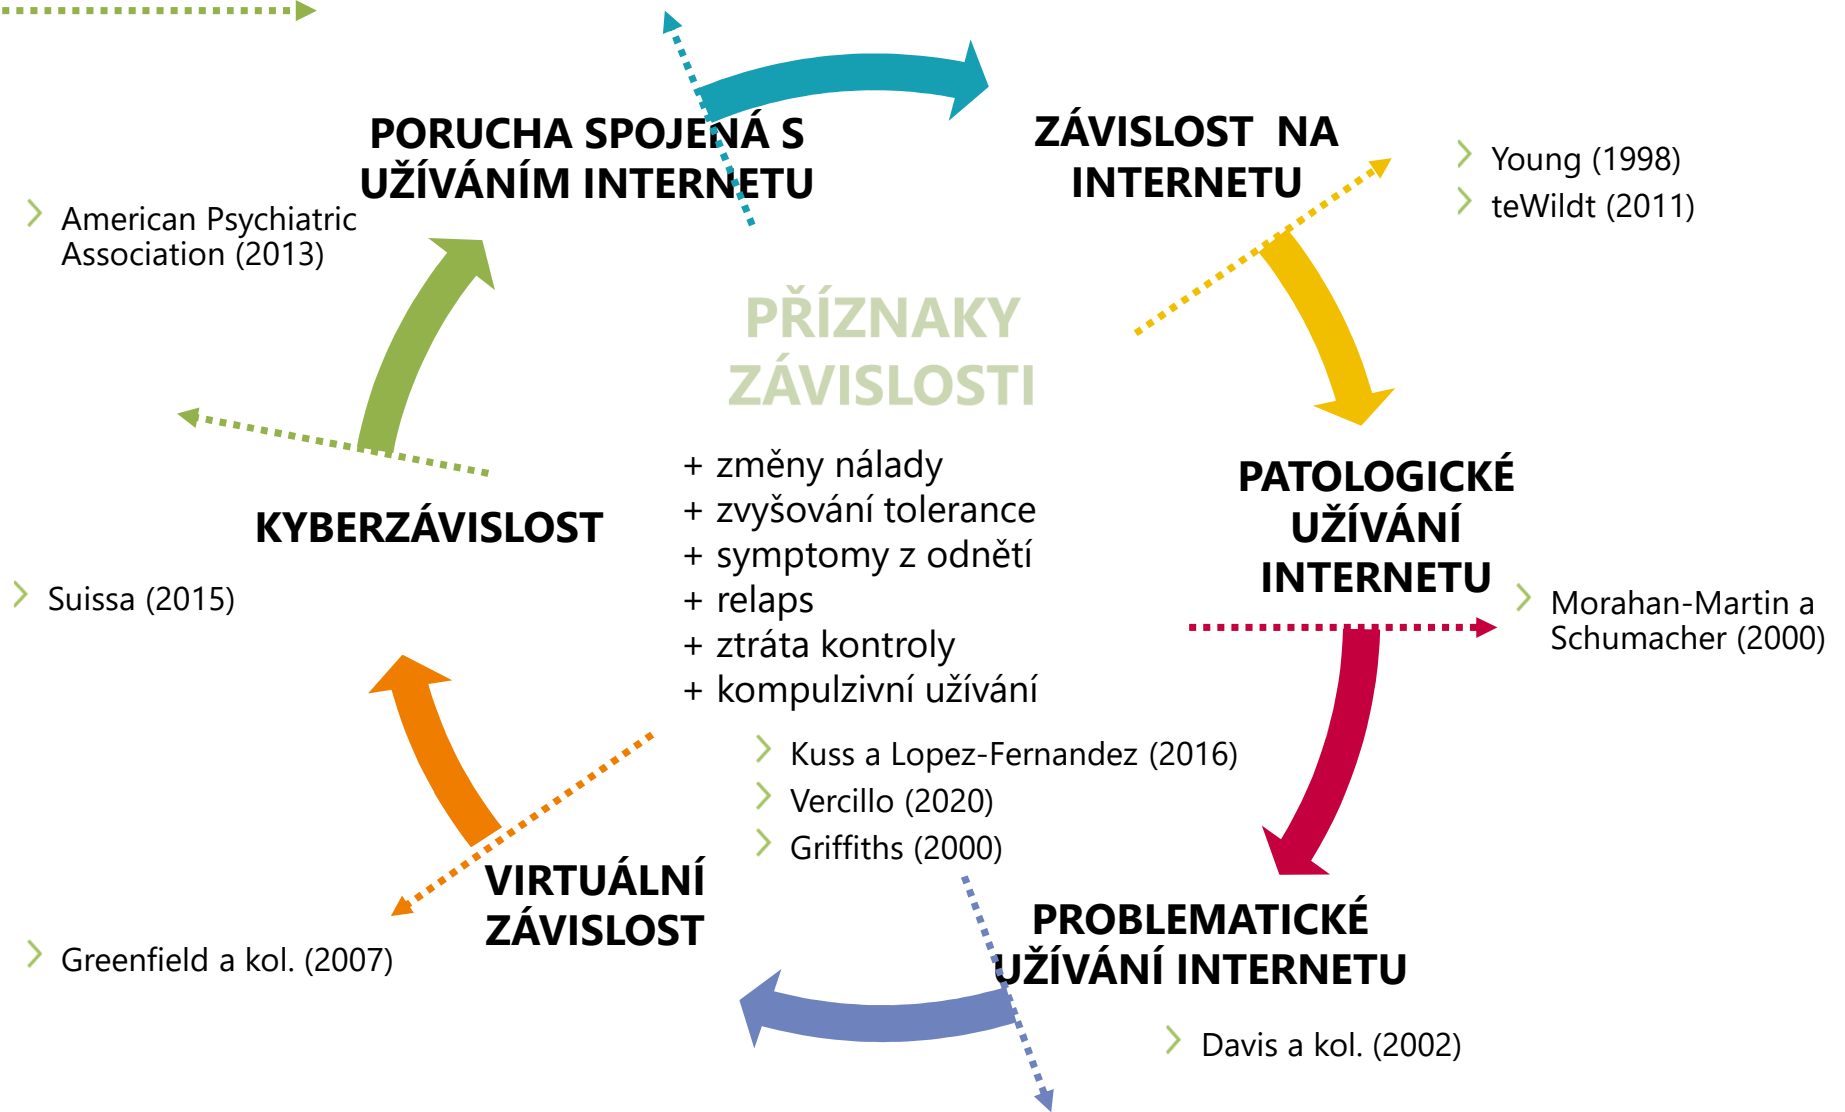 PORUCHA SPOJENÁ S
UŽÍVÁNÍM INTERNETU
American Psychiatric
Association (2013)
ZÁVISLOST NA
INTERNETU
Young (1998)
teWildt (2011)
PŘÍZNAKY
ZÁVISLOSTI
+ změny nálady
+ zvyšování tolerance
+ symptomy z odnětí
+ relaps
+ ztráta kontroly
+ kompulzivní užívání
Kuss a Lopez-Fernandez (2016)
Vercillo (2020)
Griffiths (2000)
PATOLOGICKÉ
UŽÍVÁNÍ
INTERNETU
Morahan-Martin a
Schumacher (2000)
PROBLEMATICKÉ
UŽÍVÁNÍ INTERNETU
Davis a kol. (2002)
VIRTUÁLNÍ
ZÁVISLOST
Greenfield a kol. (2007)
KYBERZÁVISLOST
Suissa (2015)